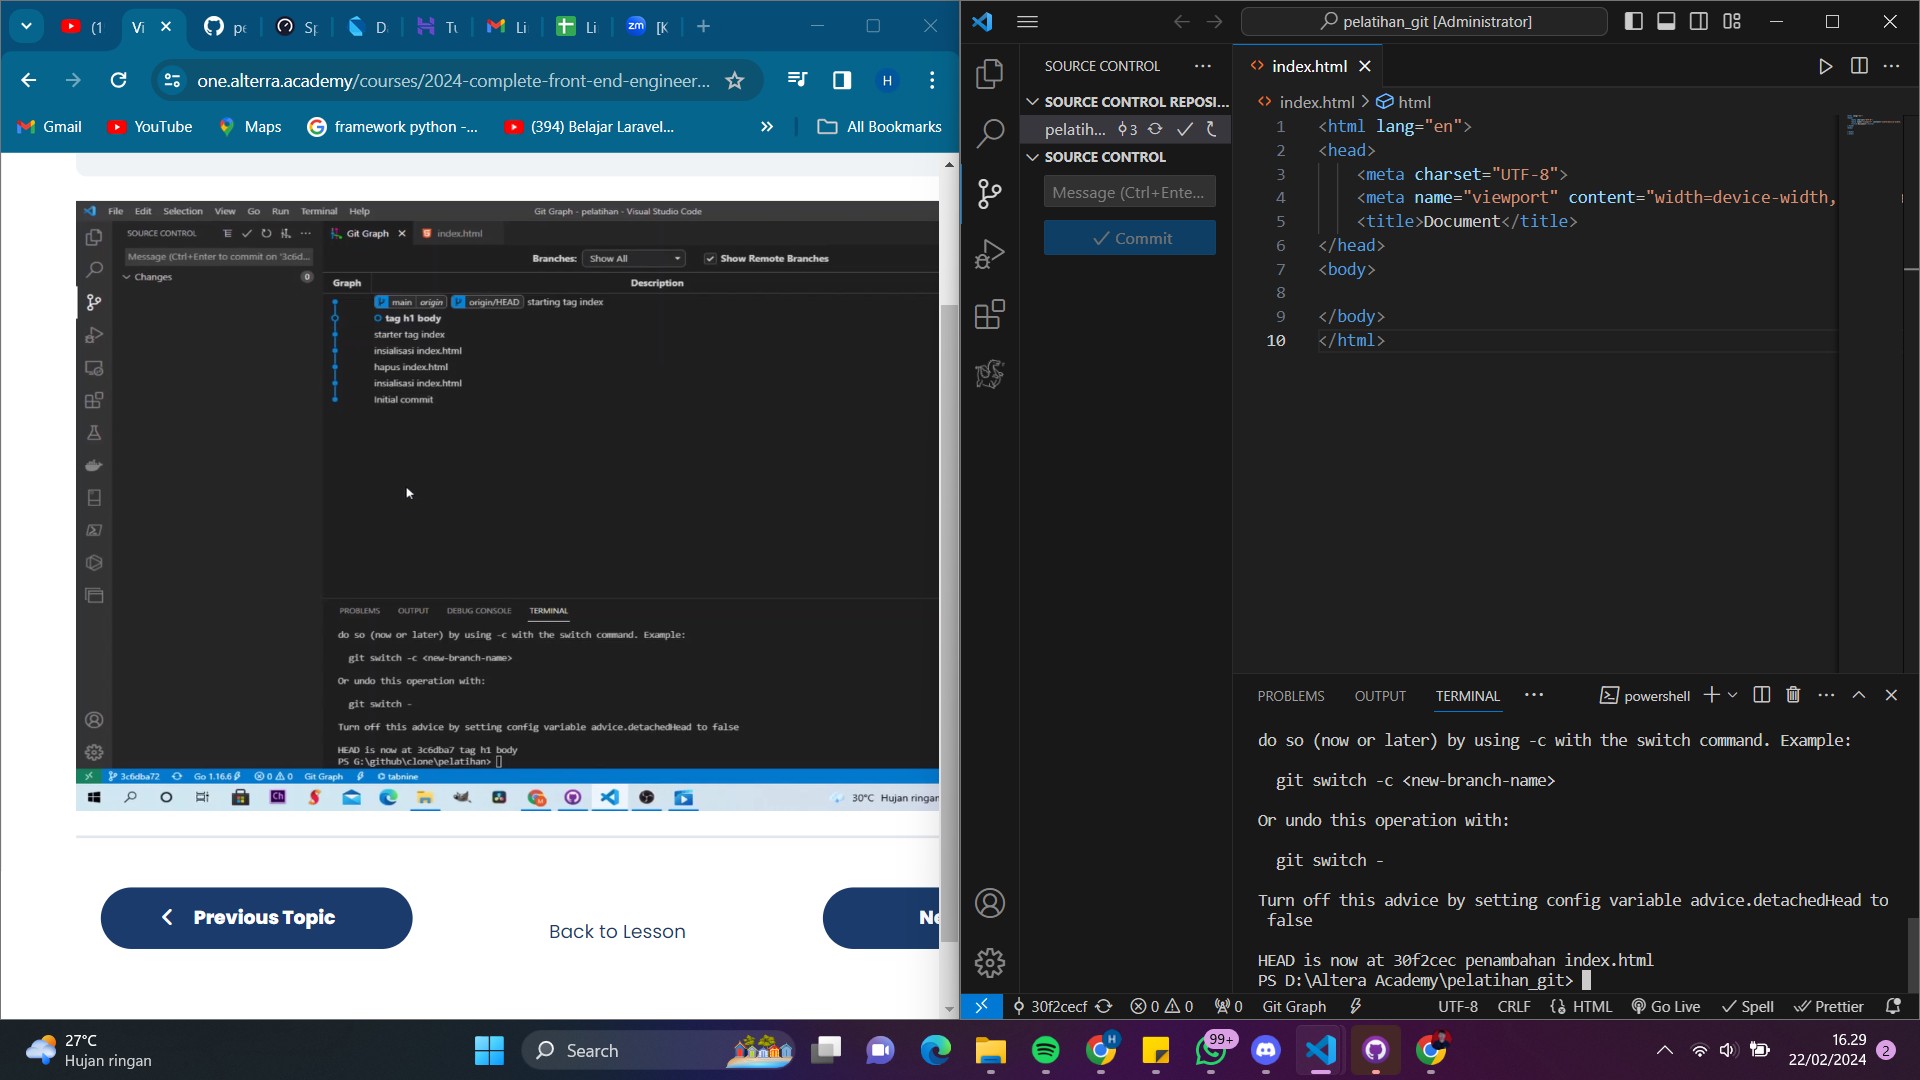 (1
Vi
pe
Sp
D
Tu
Li
Li
zm
[K
one.alterra.academy/courses/2024-complete-front-end-engineer...
H
Gmail
YouTube
Maps
framework python -...
(394) Belajar Laravel...
All Bookmarks
File Edit Selection View Go Run Terminal Help
Git Graph - pelatihan - Visual Studio Code
SOURCE CONTROL
Git Graph
index.html
Message (Ctrl+Enter to commit on '3c6d...
Changes
0
Branches:
Show All
Show Remote Branches
Graph
Description
main origin origin/HEAD starting tag index
tag h1 body
starter tag index
insialisasi index.html
hapus index.html
insialisasi index.html
Initial commit
PROBLEMS OUTPUT DEBUG CONSOLE TERMINAL
do so (now or later) by using -c with the switch command. Example:
git switch -c <new-branch-name>
Or undo this operation with:
git switch -
Turn off this advice by setting config variable advice.detachedHead to false
HEAD is now at 3c6dba7 tag h1 body
PS G:\github\clone\pelatihan>
3c6dba72 Go 1.16.6 0 0 Git Graph tabnine
Ch
30°C Hujan ringan
Previous Topic
Back to Lesson
Ne
pelatihan_git [Administrator]
SOURCE CONTROL
SOURCE CONTROL REPOSI...
pelatih... 3
SOURCE CONTROL
Message (Ctrl+Ente...
Commit
index.html
index.html > html
1 <html lang="en">
2 <head>
3 <meta charset="UTF-8">
4 <meta name="viewport" content="width=device-width,
5 <title>Document</title>
6 </head>
7 <body>
8
9 </body>
10 </html>
PROBLEMS OUTPUT TERMINAL
powershell
do so (now or later) by using -c with the switch command. Example:
git switch -c <new-branch-name>
Or undo this operation with:
git switch -
Turn off this advice by setting config variable advice.detachedHead to
false
HEAD is now at 30f2cec penambahan index.html
PS D:\Altera Academy\pelatihan_git>
30f2cecf 0 0 0 Git Graph UTF-8 CRLF HTML Go Live Spell Prettier
27°C
Hujan ringan
Search
H
99+
16.29
22/02/2024
2